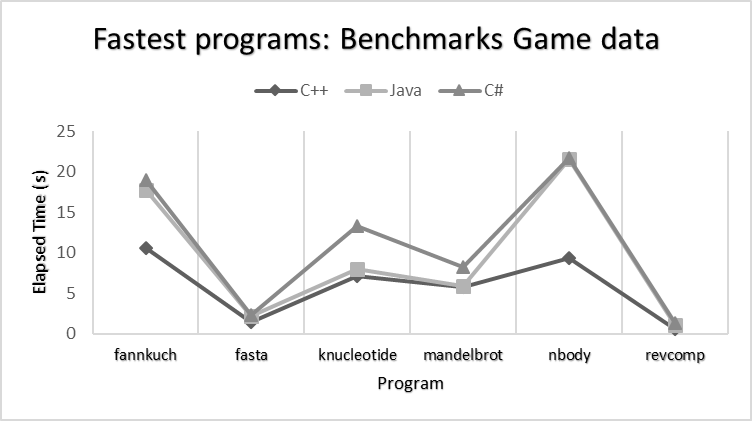 Fastest programs: Benchmarks Game data
C++ Java C#
25
20
15
10
5
0
Elapsed Time (s)
fannkuch fasta knucleotide mandelbrot nbody revcomp
Program